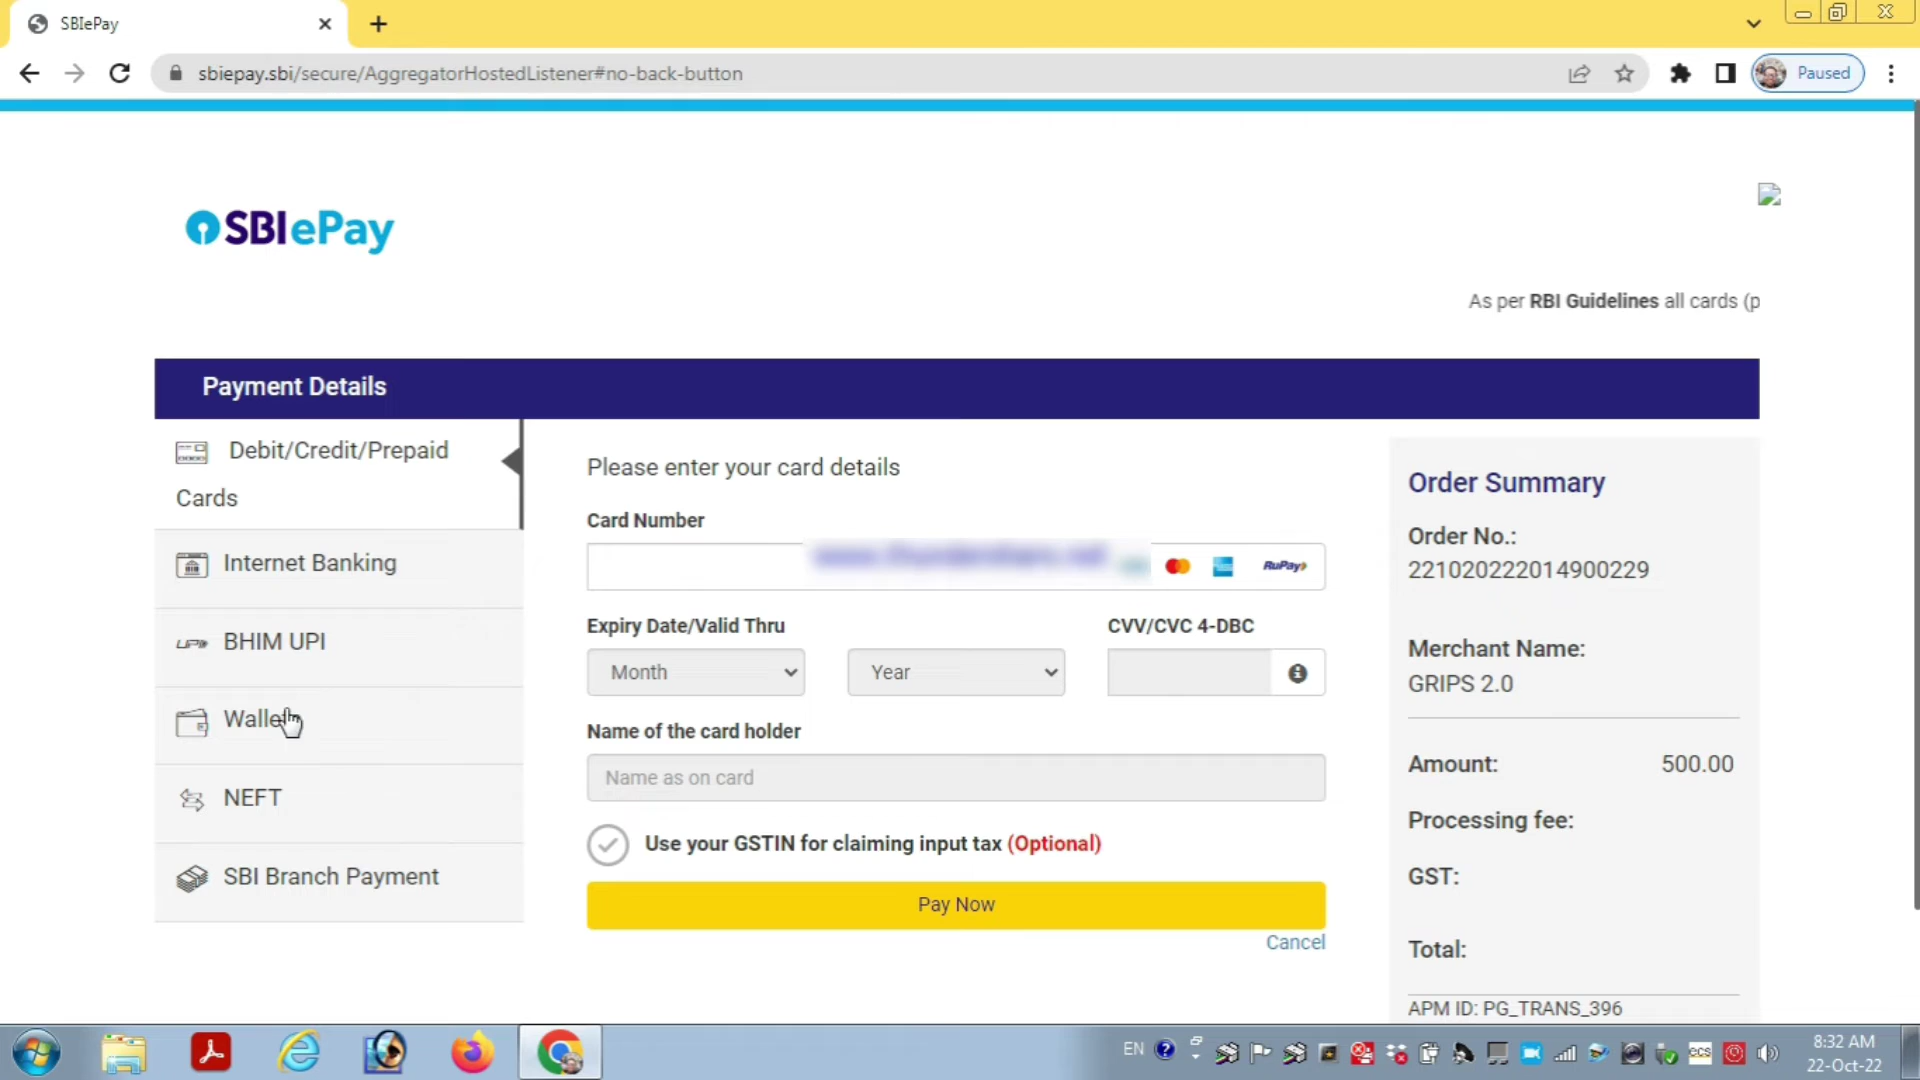 SBIePay
sbiepay.sbi/secure/AggregatorHostedListener#no-back-button
Paused
SBIePay
As per RBI Guidelines all cards (p
Payment Details
Debit/Credit/Prepaid
Cards
Internet Banking
BHIM UPI
Wallet
NEFT
SBI Branch Payment
Please enter your card details
Card Number
RuPay
Expiry Date/Valid Thru
CVV/CVC 4-DBC
Month
Year
Name of the card holder
Name as on card
Use your GSTIN for claiming input tax (Optional)
Pay Now
Cancel
Order Summary
Order No.:
221020222014900229
Merchant Name:
GRIPS 2.0
Amount: 500.00
Processing fee:
GST:
Total:
APM ID: PG_TRANS_396
EN
8:32 AM
22-Oct-22